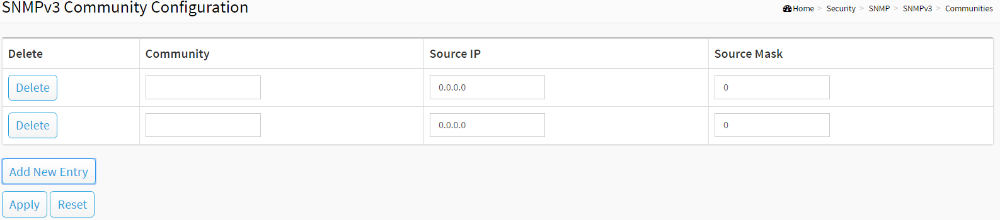 SNMPv3 Community Configuration
Home > Security > SNMP > SNMPv3 > Communities
Delete Community Source IP Source Mask
Delete 0.0.0.0 0
Delete 0.0.0.0 0
Add New Entry
Apply Reset